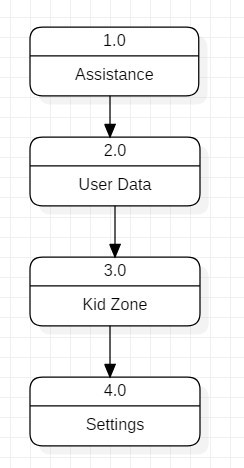 1.0
Assistance
2.0
User Data
3.0
Kid Zone
4.0
Settings